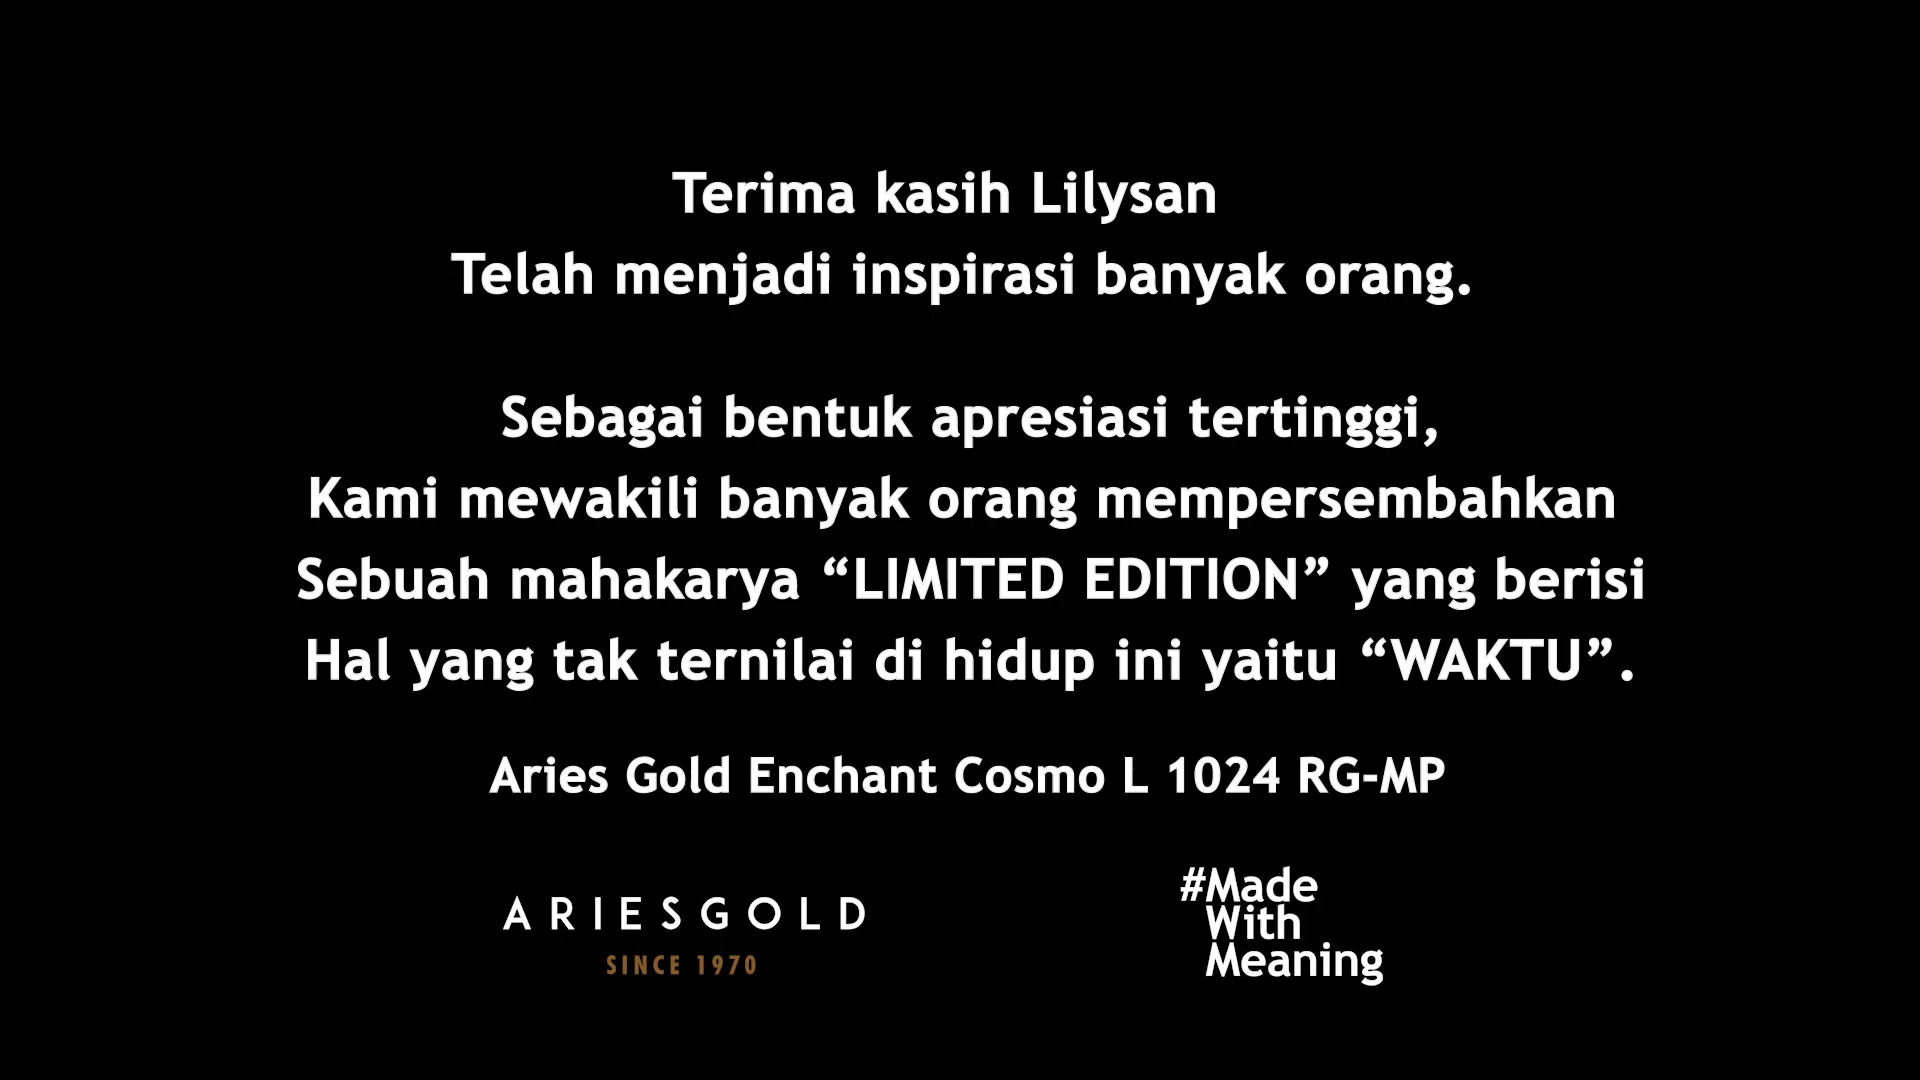 Terima kasih Lilysan
Telah menjadi inspirasi banyak orang.
Sebagai bentuk apresiasi tertinggi,
Kami mewakili banyak orang mempersembahkan
Sebuah mahakarya “LIMITED EDITION” yang berisi
Hal yang tak ternilai di hidup ini yaitu “WAKTU”.
Aries Gold Enchant Cosmo L 1024 RG-MP
ARIESGOLD
SINCE 1970
#Made
With
Meaning